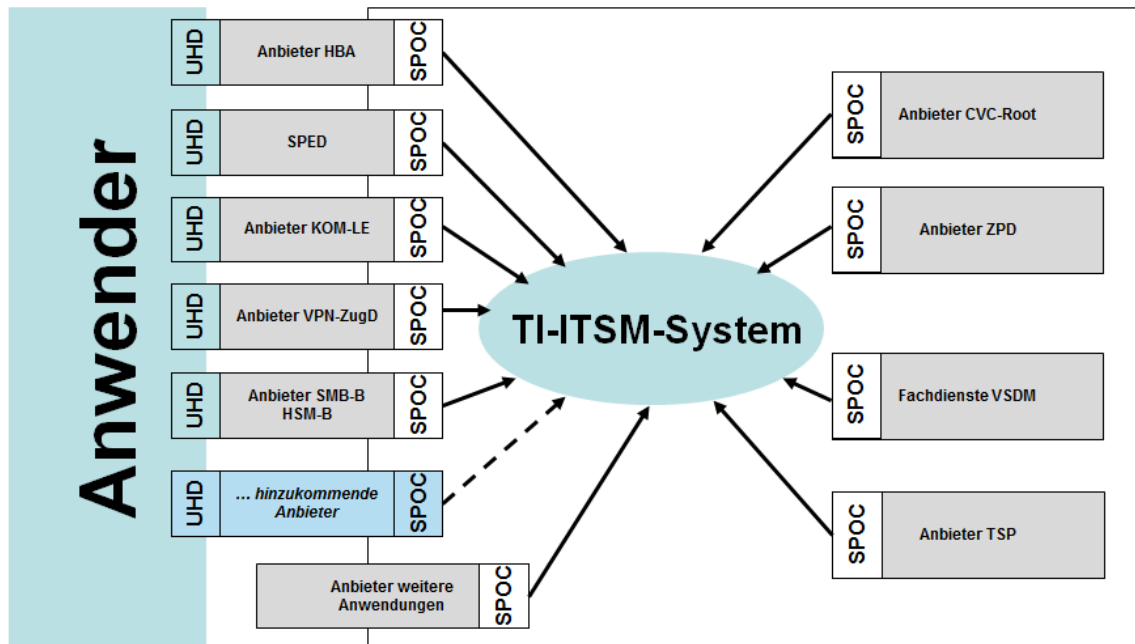 Anwender
UHD
Anbieter HBA
SPOC
UHD
SPED
SPOC
UHD
Anbieter KOM-LE
SPOC
UHD
Anbieter VPN-ZugD
SPOC
UHD
Anbieter SMB-B
HSM-B
SPOC
UHD
... hinzukommende
Anbieter
SPOC
Anbieter weitere
Anwendungen
SPOC
TI-ITSM-System
SPOC
Anbieter CVC-Root
SPOC
Anbieter ZPD
SPOC
Fachdienste VSDM
SPOC
Anbieter TSP